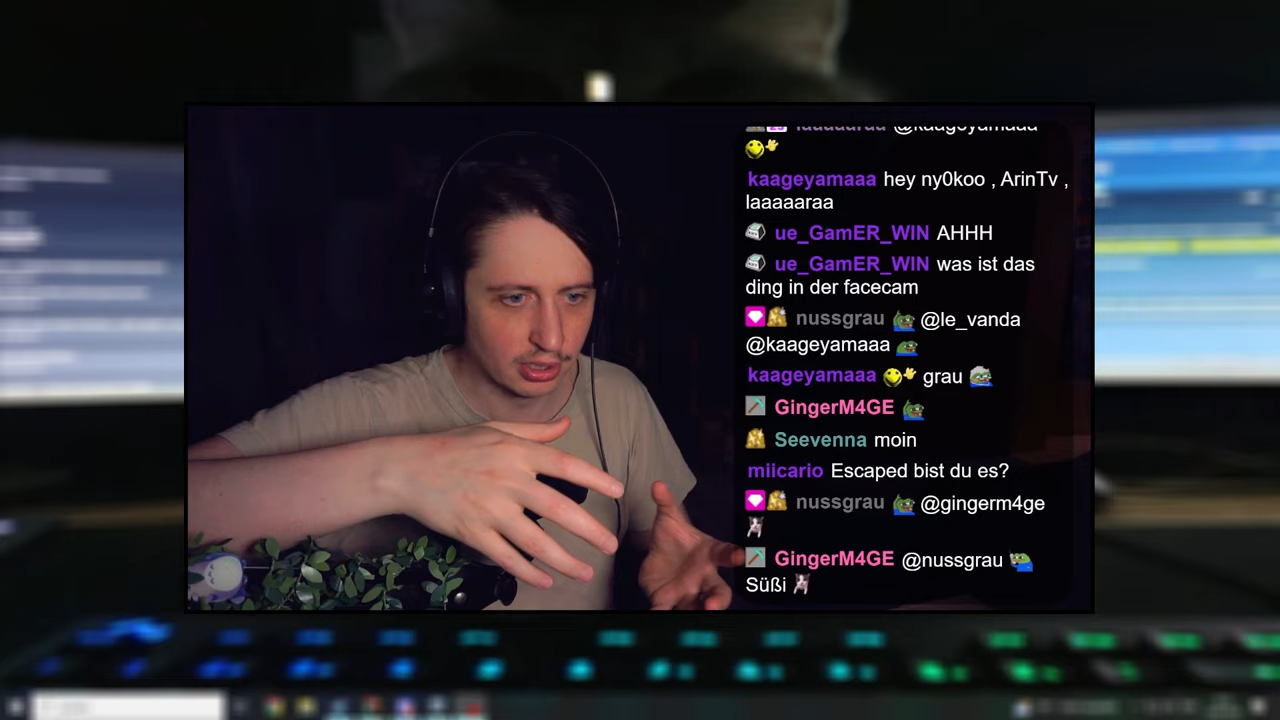 @kaageyamaaa
kaageyamaaa hey ny0koo , ArinTv ,
laaaaaraa
ue_GamER_WIN AHHH
ue_GamER_WIN was ist das
ding in der facecam
nussgrau @le_vanda
@kaageyamaaa
kaageyamaaa grau
GingerM4GE
Seevenna moin
miicario Escaped bist du es?
nussgrau @gingerm4ge
GingerM4GE @nussgrau
Süßi